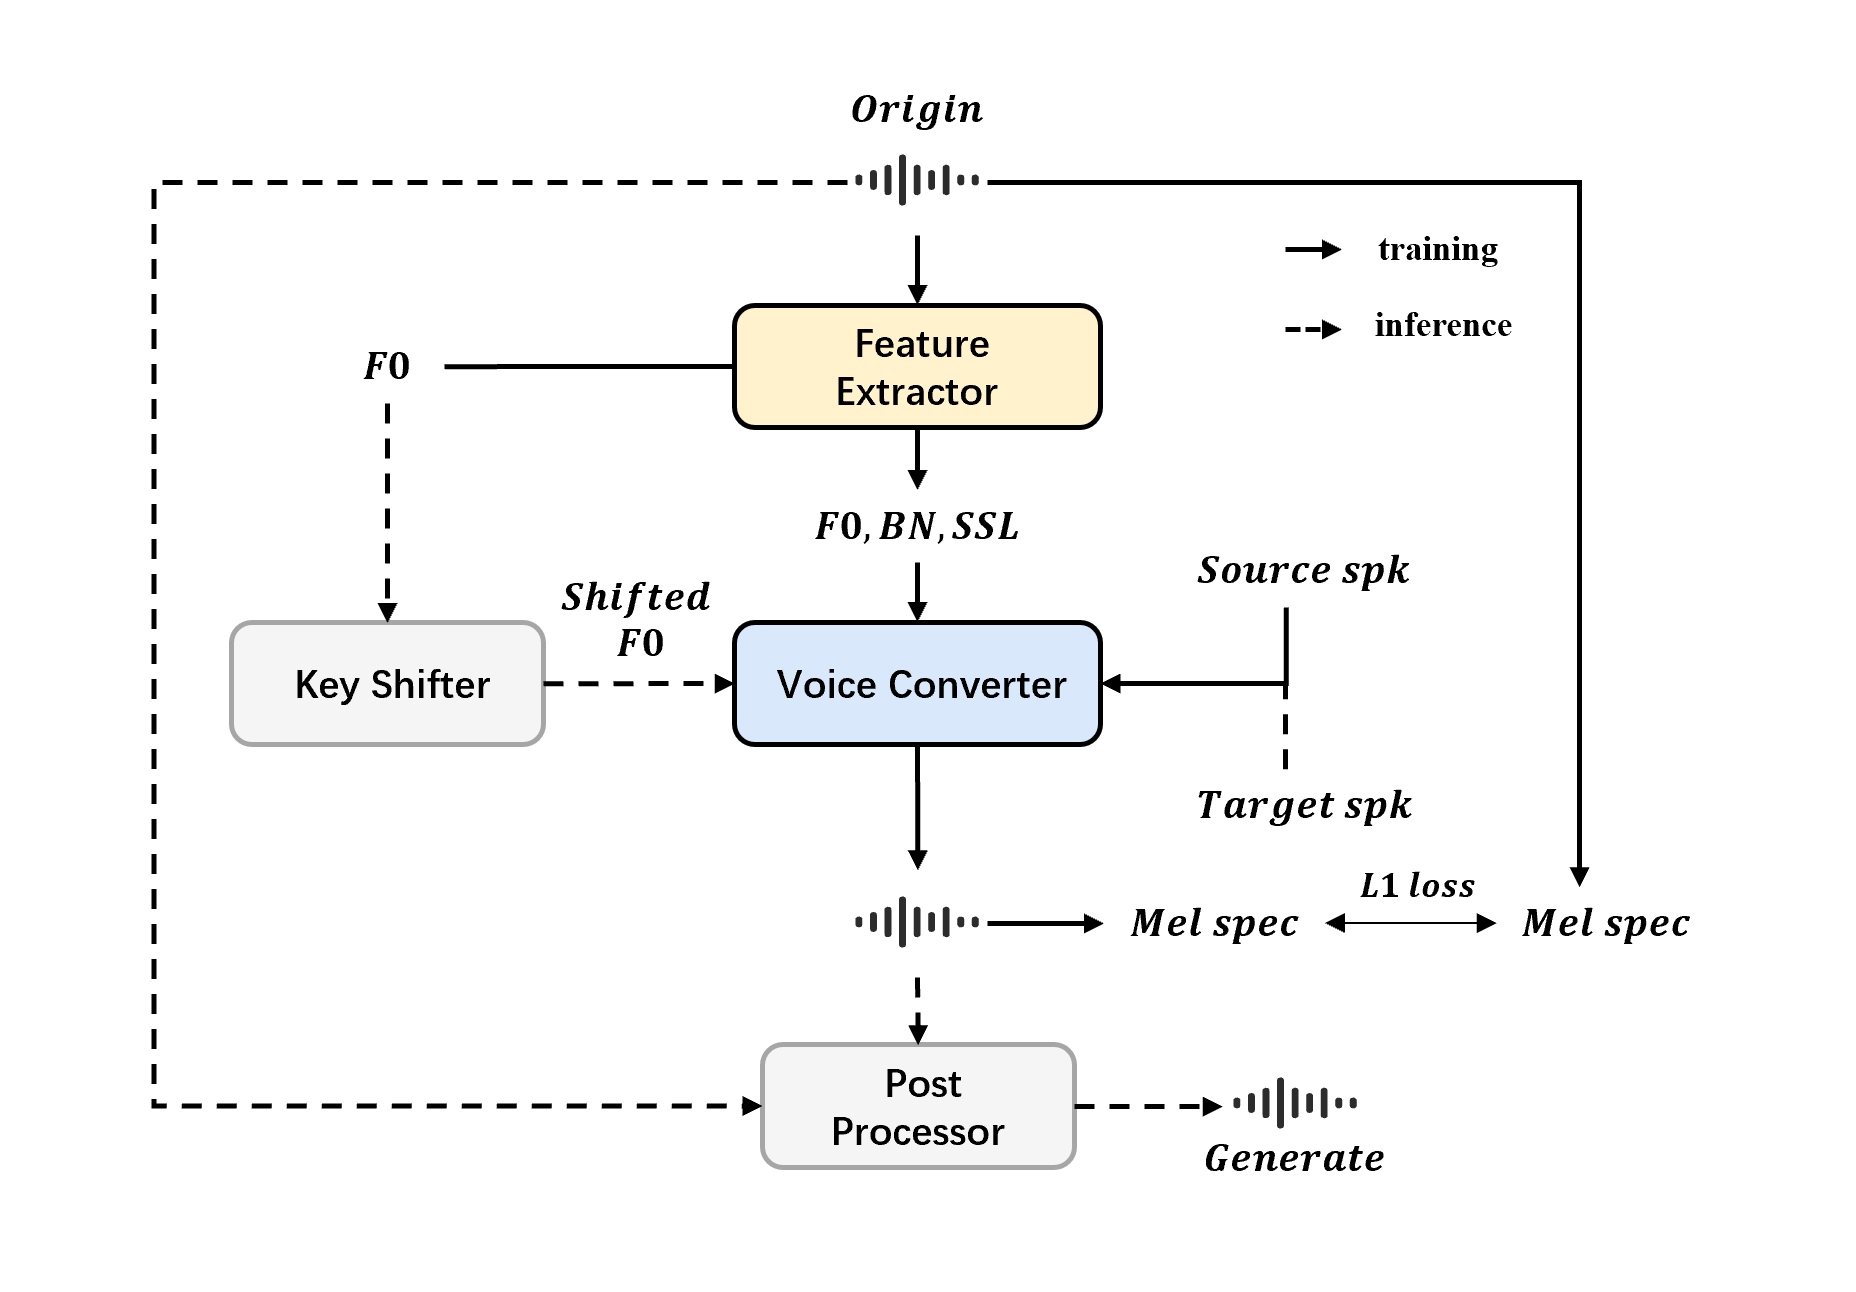 Origin
training
inference
Feature
Extractor
F0
F0, BN, SSL
Source spk
Shifted
F0
Key Shifter
Voice Converter
Target spk
L1 loss
Mel spec
Mel spec
Post
Processor
Generate